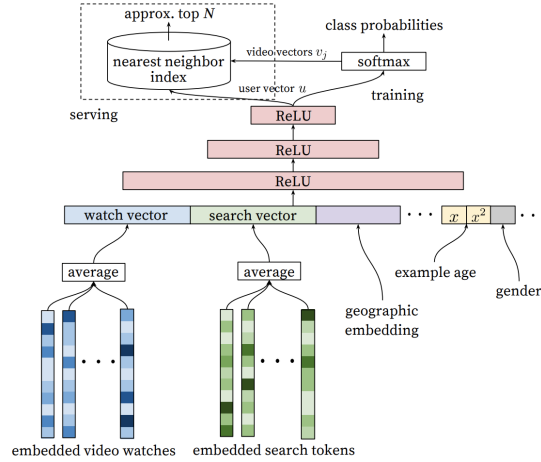 approx. top N
class probabilities
nearest neighbor
index
video vectors v_j
softmax
user vector u
serving
training
ReLU
ReLU
ReLU
watch vector
search vector
x
x²
average
average
example age
gender
geographic
embedding
embedded video watches
embedded search tokens